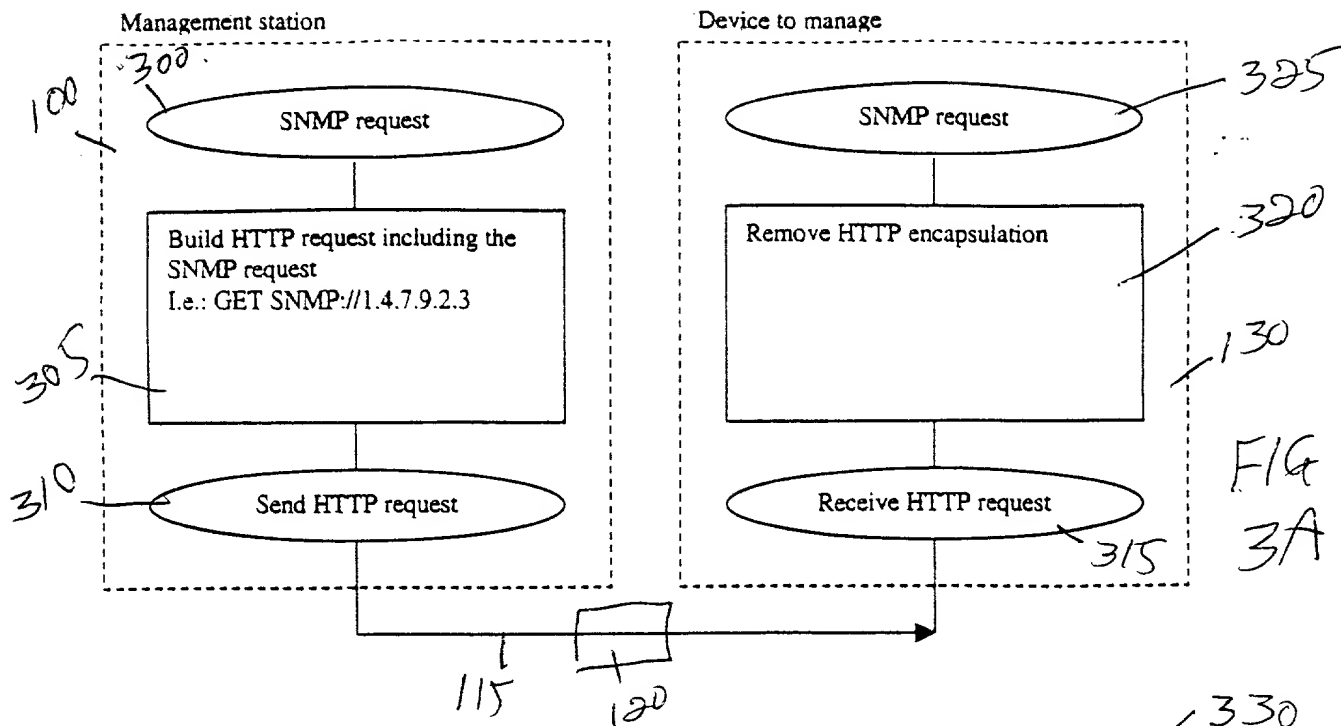 Management station
Device to manage
300
100
SNMP request
SNMP request
325
Build HTTP request including the
SNMP request
I.e.: GET SNMP://1.4.7.9.2.3
Remove HTTP encapsulation
320
305
130
310
Send HTTP request
Receive HTTP request
315
FIG
3A
115
120
330